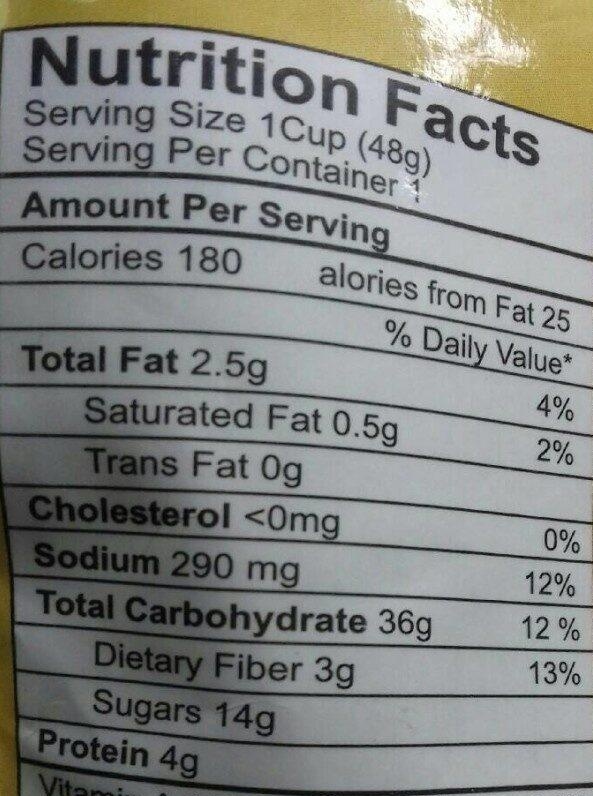 Nutrition Facts
Serving Size 1Cup (48g)
Serving Per Container 1
Amount Per Serving
Calories 180 alories from Fat 25
% Daily Value*
Total Fat 2.5g 4%
Saturated Fat 0.5g 2%
Trans Fat 0g
Cholesterol <0mg 0%
Sodium 290 mg 12%
Total Carbohydrate 36g 12 %
Dietary Fiber 3g 13%
Sugars 14g
Protein 4g